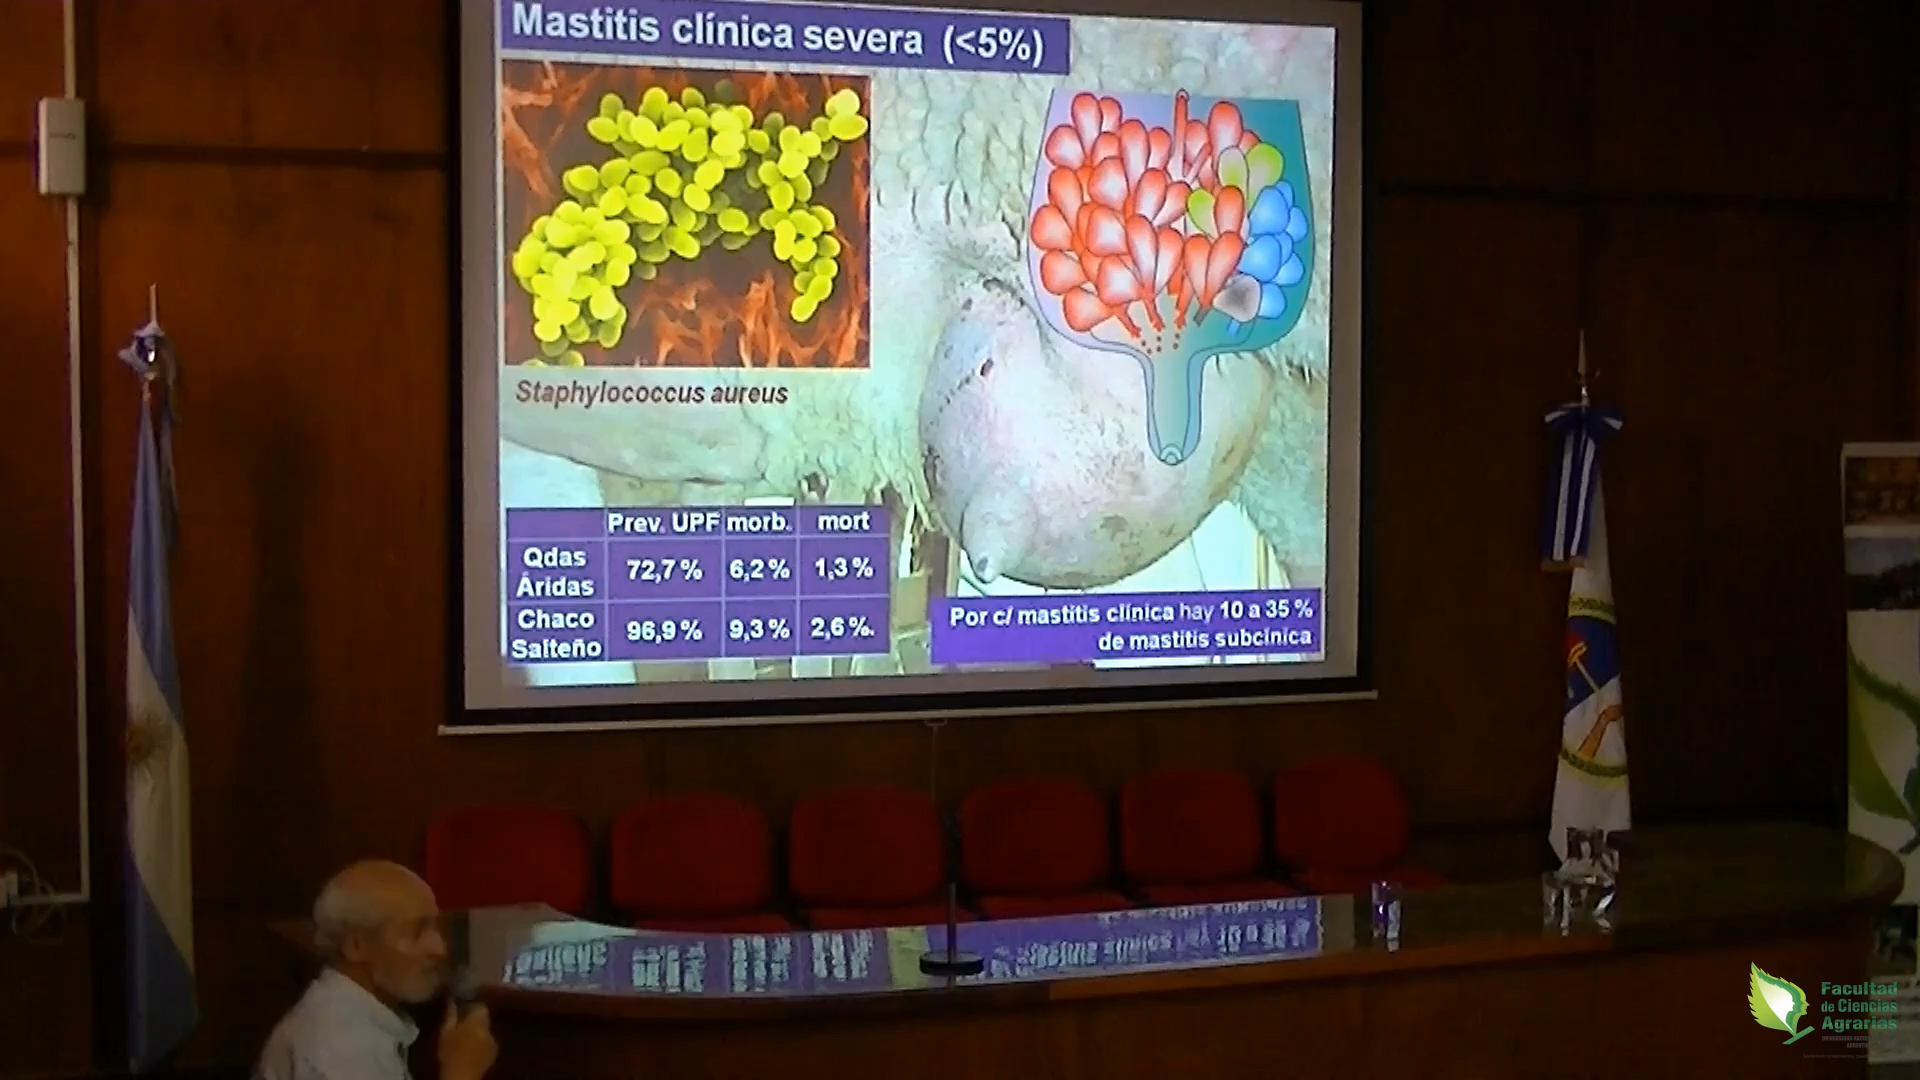 Mastitis clínica severa (<5%)
Staphylococcus aureus
Prev. UPF morb. mort
Qdas Áridas 72,7 % 6,2 % 1,3 %
Chaco Salteño 96,9 % 9,3 % 2,6 %.
Por c/ mastitis clínica hay 10 a 35 %
de mastitis subcínica
Facultad
de Ciencias
Agrarias